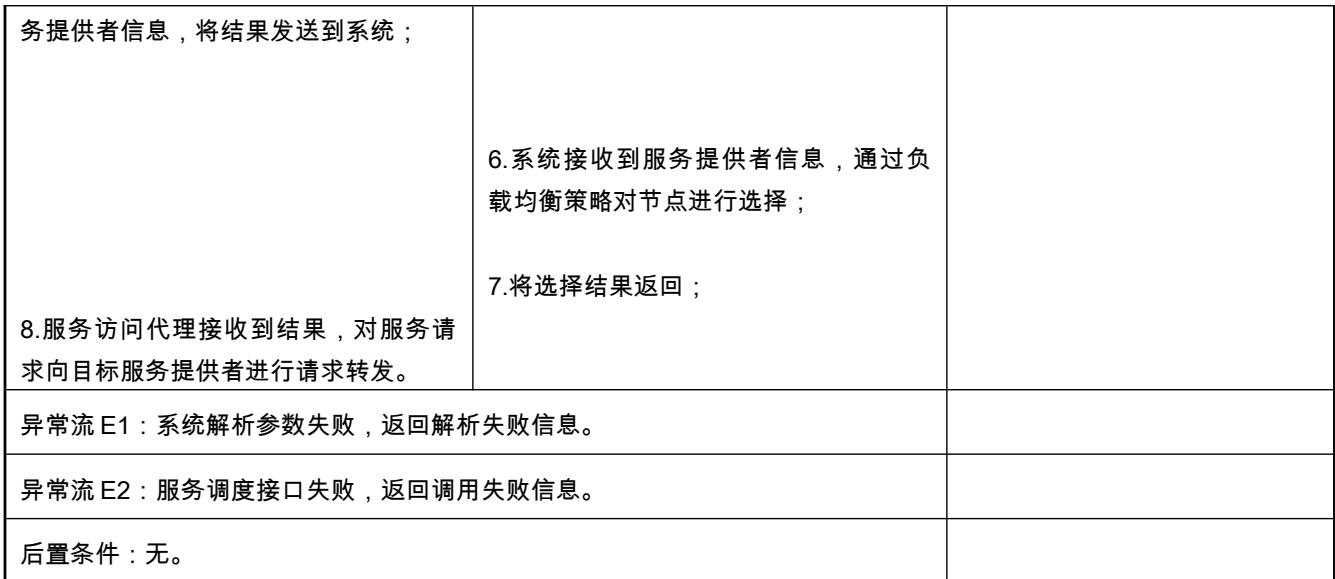 务提供者信息，将结果发送到系统；
6.系统接收到服务提供者信息，通过负
载均衡策略对节点进行选择；
7.将选择结果返回；
8.服务访问代理接收到结果，对服务请
求向目标服务提供者进行请求转发。
异常流 E1：系统解析参数失败，返回解析失败信息。
异常流 E2：服务调度接口失败，返回调用失败信息。
后置条件：无。